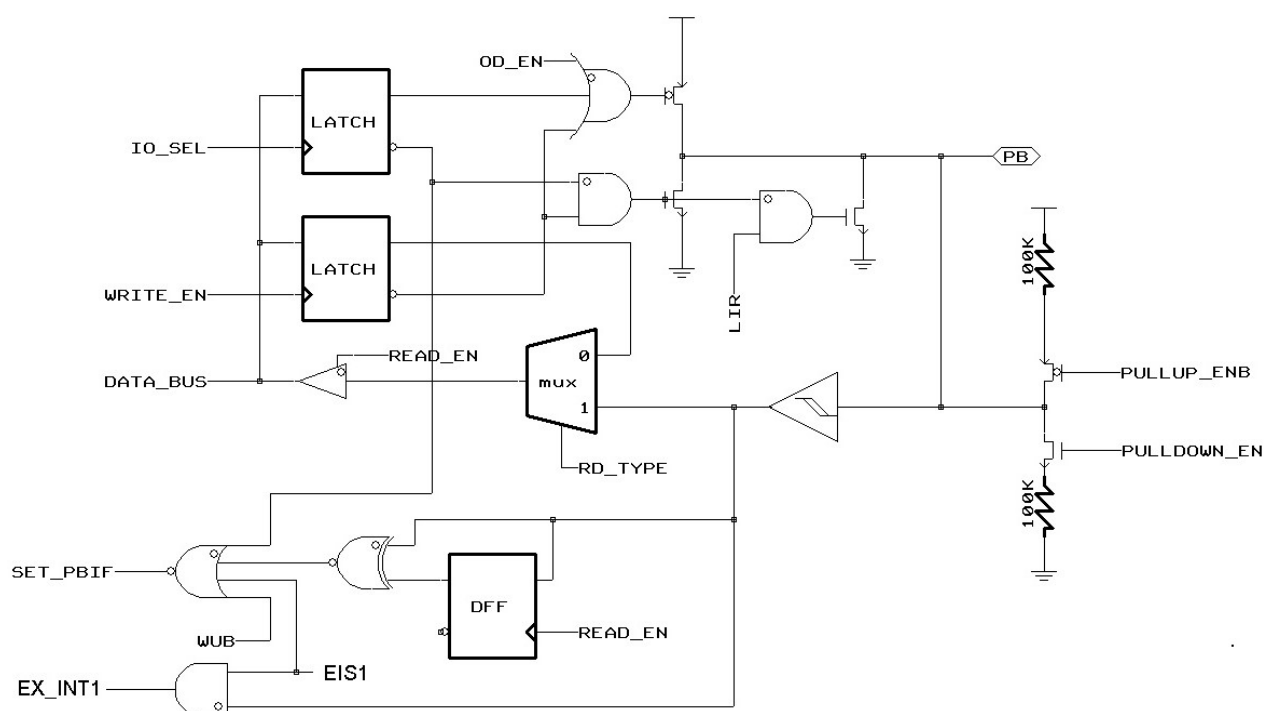 OD_EN
LATCH
IO_SEL
PB
LATCH
WRITE_EN
LIR
100K
READ_EN
0
DATA_BUS
mux
1
PULLUP_ENB
RD_TYPE
PULLDOWN_EN
100K
SET_PBIF
DFF
READ_EN
WUB
EIS1
EX_INT1